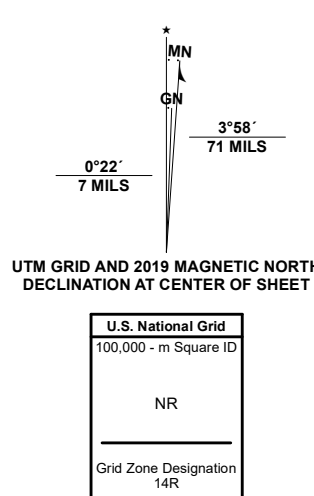 ★
MN
GN
3°58´
71 MILS
0°22´
7 MILS
UTM GRID AND 2019 MAGNETIC NORTH
DECLINATION AT CENTER OF SHEET
U.S. National Grid
100,000 - m Square ID
NR
Grid Zone Designation
14R